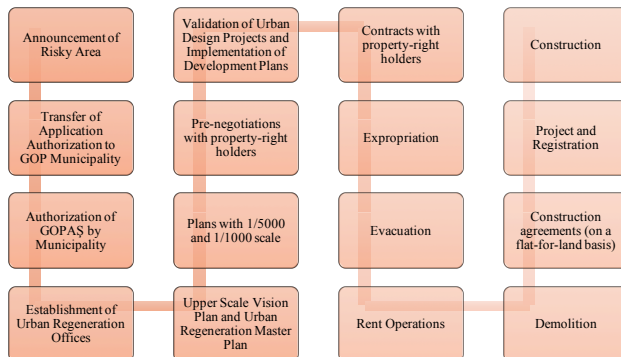 Announcement of
Risky Area
Transfer of
Application
Authorization to
GOP Municipality
Authorization of
GOPAŞ by
Municipality
Establishment of
Urban Regeneration
Offices
Upper Scale Vision
Plan and Urban
Regeneration Master
Plan
Plans with 1/5000
and 1/1000 scale
Pre-negotiations
with property-right
holders
Validation of Urban
Design Projects and
Implementation of
Development Plans
Contracts with
property-right
holders
Expropriation
Evacuation
Rent Operations
Demolition
Construction
agreements (on a
flat-for-land basis)
Project and
Registration
Construction